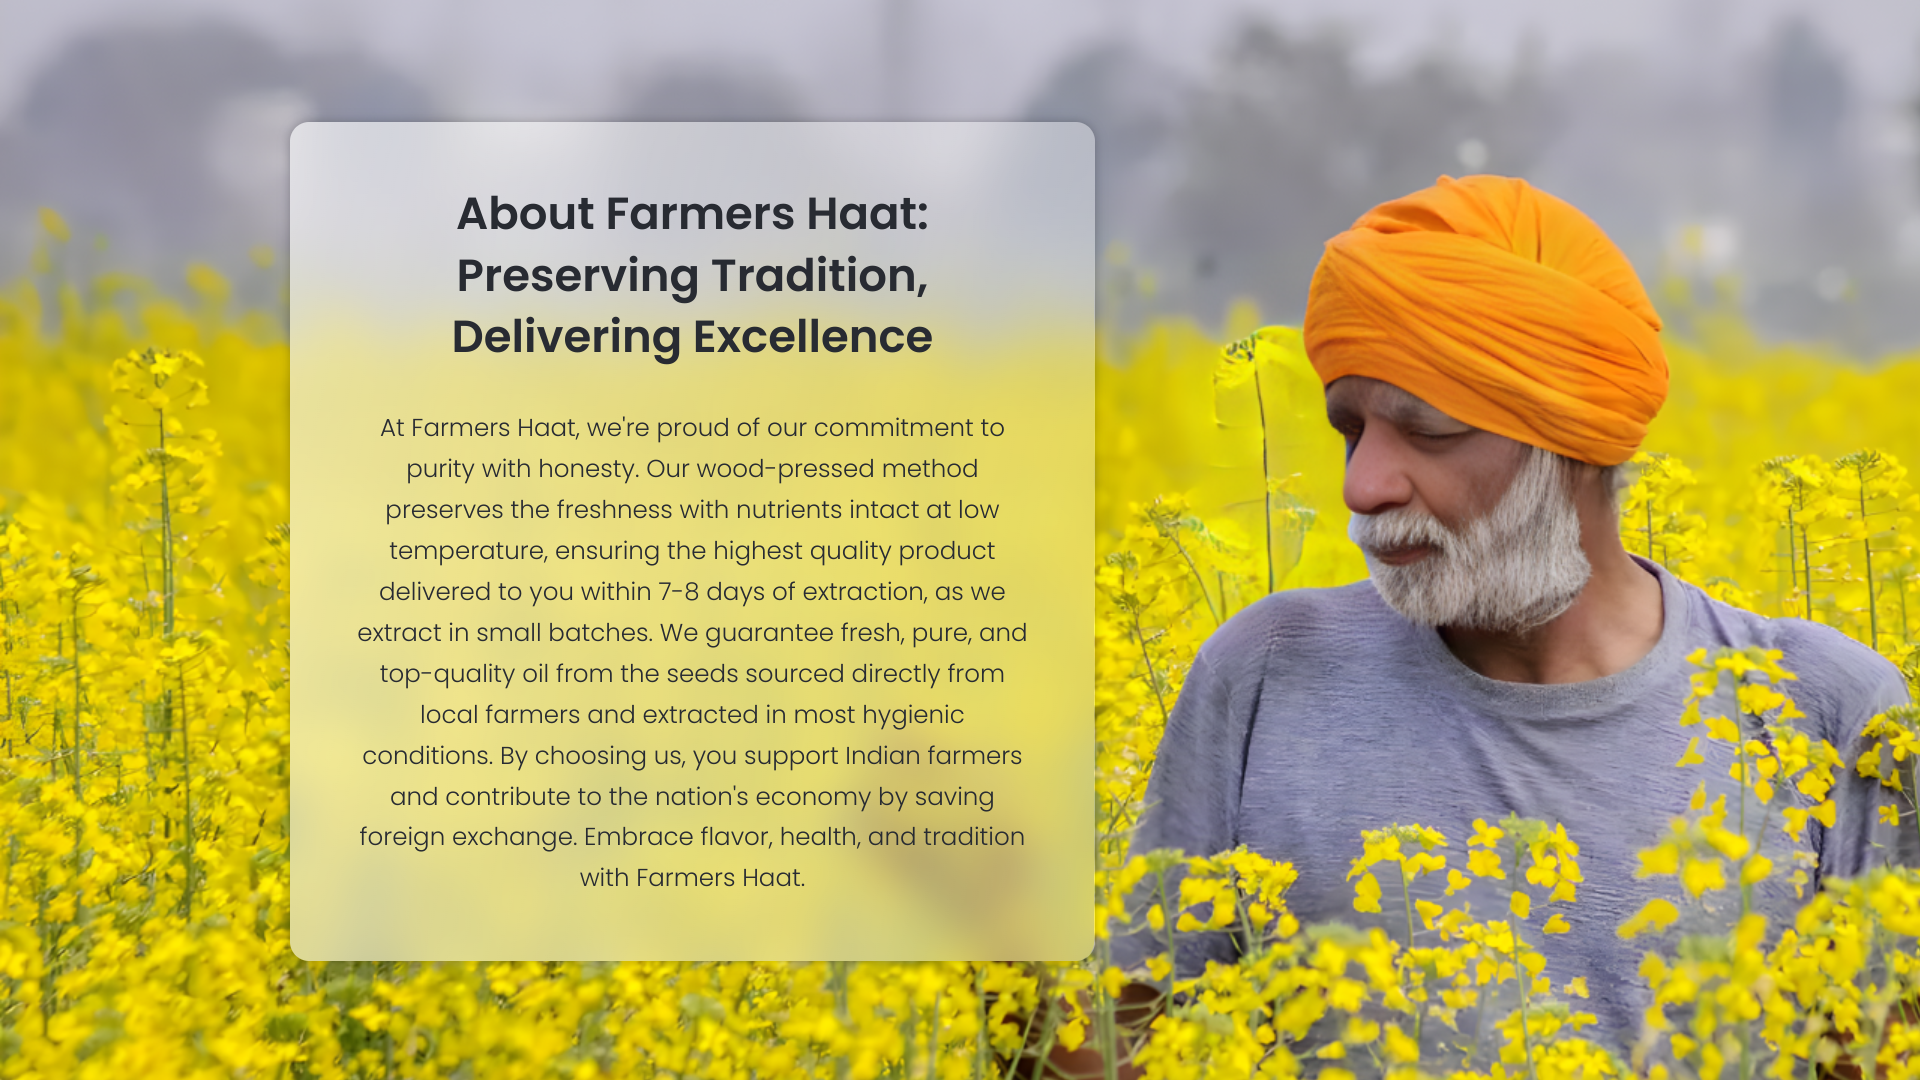 About Farmers Haat:
Preserving Tradition,
Delivering Excellence
At Farmers Haat, we're proud of our commitment to
purity with honesty. Our wood-pressed method
preserves the freshness with nutrients intact at low
temperature, ensuring the highest quality product
delivered to you within 7-8 days of extraction, as we
extract in small batches. We guarantee fresh, pure, and
top-quality oil from the seeds sourced directly from
local farmers and extracted in most hygienic
conditions. By choosing us, you support Indian farmers
and contribute to the nation's economy by saving
foreign exchange. Embrace flavor, health, and tradition
with Farmers Haat.